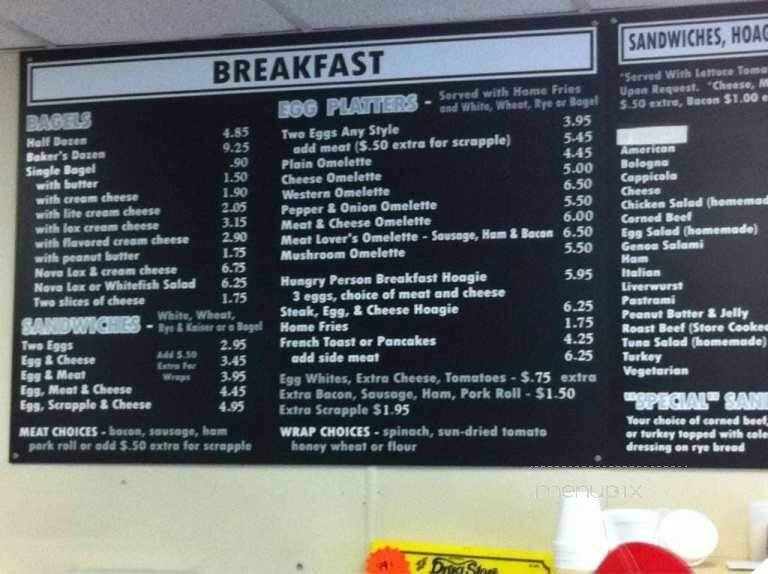 BREAKFAST
BAGELS
Half Dozen 4.85
Baker's Dozen 9.25
Single Bagel .90
with butter 1.50
with cream cheese 1.90
with lite cream cheese 2.05
with lox cream cheese 3.15
with flavored cream cheese 2.90
with peanut butter 1.75
Nova Lox & cream cheese 6.75
Nova Lox or Whitefish Salad 6.25
Two slices of cheese 1.75
SANDWICHES - White, Wheat,
Rye & Kaiser or a Bagel
Two Eggs 2.95
Egg & Cheese 3.45
Egg & Meat 3.95
Egg, Meat & Cheese 4.45
Egg, Scrapple & Cheese 4.95
Add $.50
Extra For
Wraps
MEAT CHOICES - bacon, sausage, ham
pork roll or add $.50 extra for scrapple
EGG PLATTERS - Served with Home Fries
and White, Wheat, Rye or Bagel
Two Eggs Any Style 3.95
add meat ($.50 extra for scrapple) 5.45
Plain Omelette 4.45
Cheese Omelette 5.00
Western Omelette 6.50
Pepper & Onion Omelette 5.50
Meat & Cheese Omelette 6.00
Meat Lover's Omelette - Sausage, Ham & Bacon 6.50
Mushroom Omelette 5.50
Hungry Person Breakfast Hoagie 5.95
3 eggs, choice of meat and cheese
Steak, Egg, & Cheese Hoagie 6.25
Home Fries 1.75
French Toast or Pancakes 4.25
add side meat 6.25
Egg Whites, Extra Cheese, Tomatoes - $.75 extra
Extra Bacon, Sausage, Ham, Pork Roll - $1.50
Extra Scrapple $1.95
WRAP CHOICES - spinach, sun-dried tomato
honey wheat or flour
SANDWICHES, HOAG
*Served With Lettuce Toma
Upon Request. *Cheese, M
$.50 extra, Bacon $1.00 e
American
Bologna
Cappicola
Cheese
Chicken Salad (homemad
Corned Beef
Egg Salad (homemade)
Genoa Salami
Ham
Italian
Liverwurst
Pastrami
Peanut Butter & Jelly
Roast Beef (Store Cooked
Tuna Salad (homemade)
Turkey
Vegetarian
"SPECIAL" SAN
Your choice of corned beef,
or turkey topped with cole
dressing on rye bread
menupix
Drug Store